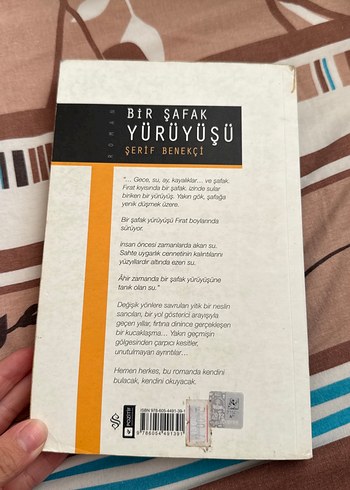 ROMAN
BİR ŞAFAK
YÜRÜYÜŞÜ
ŞERİF BENEKÇİ
"... Gece, su, ay, kayalıklar... ve şafak.
Fırat kıyısında bir şafak. izinde sular
biriken bir yürüyüş. Yakın gök, şafağa
yenik düşmek üzere.
Bir şafak yürüyüşü Fırat boylarında
sürüyor.
insan öncesi zamanlarda akan su.
Sahte uygarlık cennetinin kalıntılarını
yüzyıllardır altında ezen su.
Âhir zamanda bir şafak yürüyüşüne
tanık olan su."
Değişik yönlere savrulan yitik bir neslin
sancıları, bir yol gösterici arayışıyla
geçen yıllar, fırtına dinince gerçekleşen
bir kucaklaşma... Yakın geçmişin
gölgesinden çarpıcı kesitler,
unutulmayan ayrıntılar...
Hemen herkes, bu romanda kendini
bulacak, kendini okuyacak.
POZİTİF